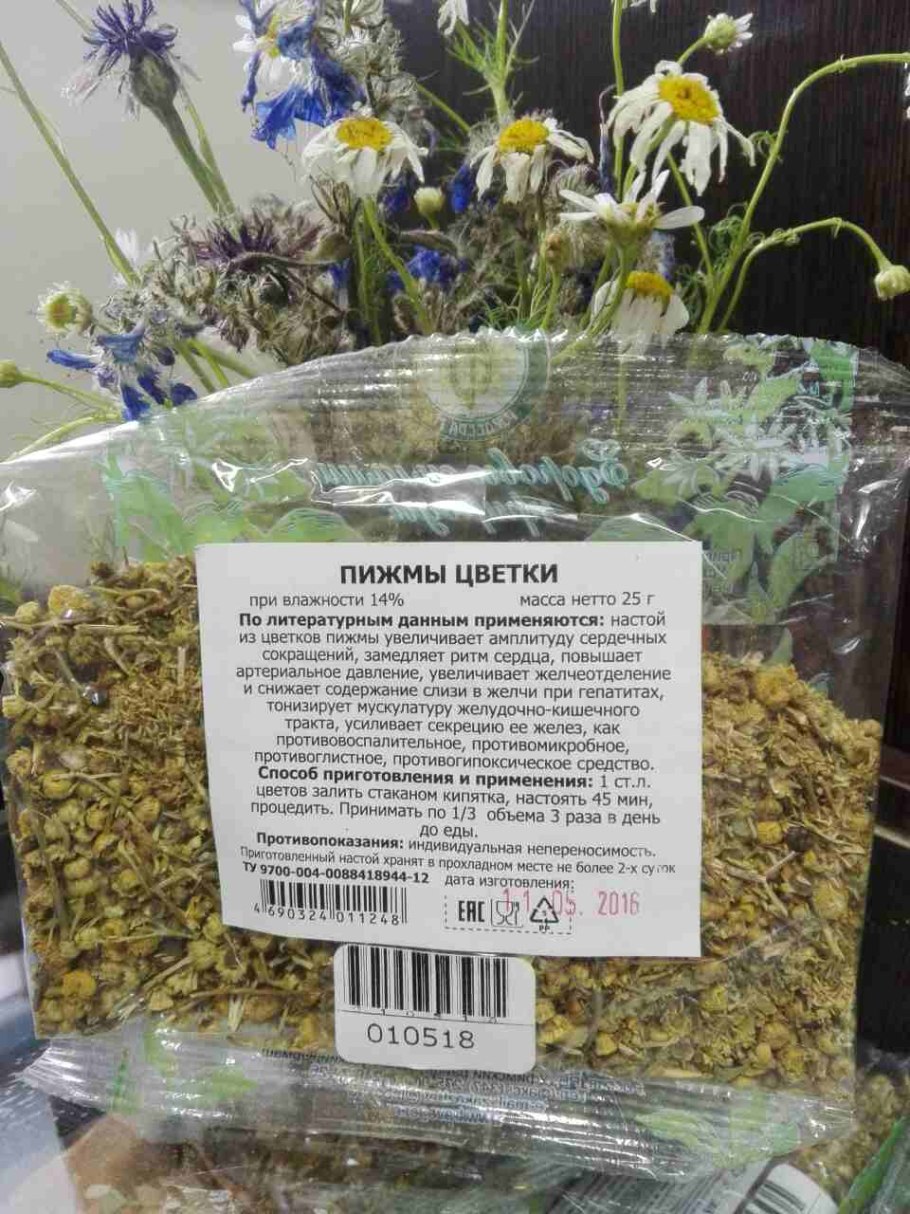 ПИЖМЫ ЦВЕТКИ
при влажности 14% масса нетто 25 г
По литературным данным применяются: настой
из цветков пижмы увеличивает амплитуду сердечных
сокращений, замедляет ритм сердца, повышает
артериальное давление, увеличивает желчеотделение
и снижает содержание слизи в желчи при гепатитах,
тонизирует мускулатуру желудочно-кишечного
тракта, усиливает секрецию ее желез, как
противовоспалительное, противомикробное,
противоглистное, противогипоксическое средство.
Способ приготовления и применения: 1 ст.л.
цветов залить стаканом кипятка, настоять 45 мин,
процедить. Принимать по 1/3 объема 3 раза в день
до еды.
Противопоказания: индивидуальная непереносимость.
Приготовленный настой хранят в прохладном месте не более 2-х суток
ТУ 9700-004-0088418944-12 дата изготовления:
11.05. 2016
4 690324 011248
ЕАС
PP
010518